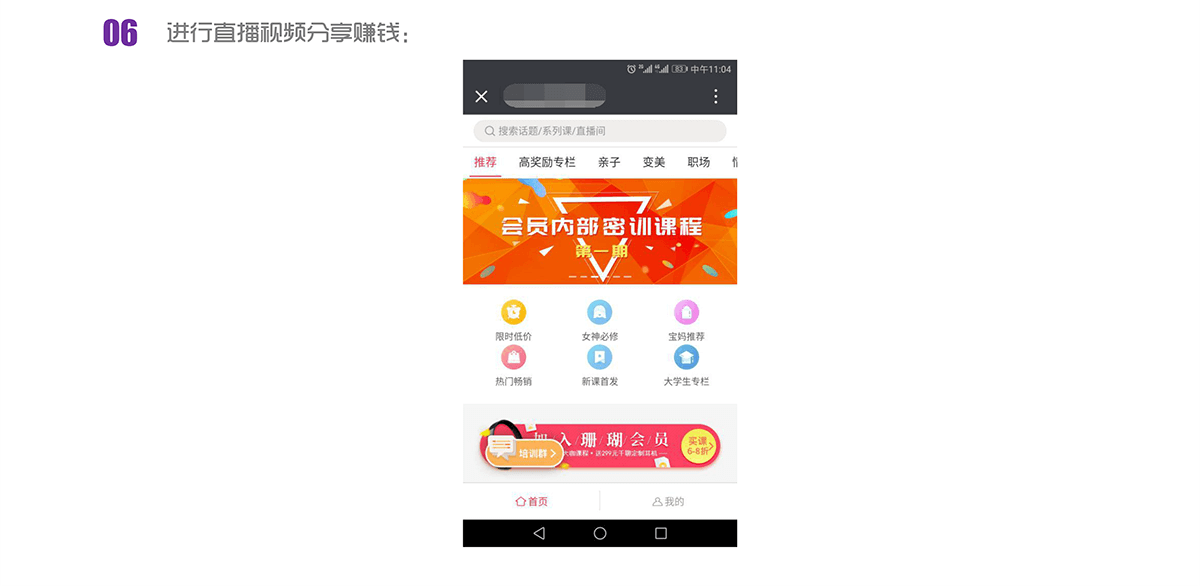 06 进行直播视频分享赚钱：
2G 4G 83 中午11:04
搜索话题/系列课/直播间
推荐 高奖励专栏 亲子 变美 职场
会员内部密训课程
第一期
限时低价 女神必修 宝妈推荐
热门畅销 新课首发 大学生专栏
加/入/珊/瑚/会/员
买课
6-8折
培训群 大咖课程 + 送299元千聊定制耳机
首页 我的